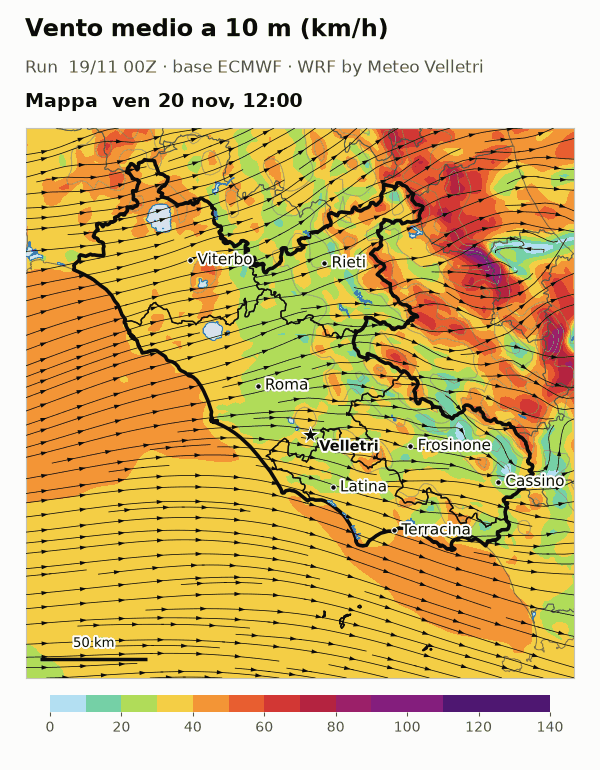 Vento medio a 10 m (km/h)
Run  19/11 00Z · base ECMWF · WRF by Meteo Velletri
Mappa  ven 20 nov, 12:00
Viterbo
Rieti
Roma
Velletri
Frosinone
Cassino
Latina
Terracina
50 km
0 20 40 60 80 100 120 140